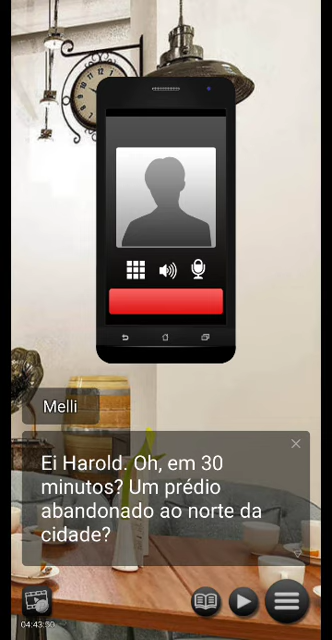 Melli
Ei Harold. Oh, em 30
minutos? Um prédio
abandonado ao norte da
cidade?
04:43:50